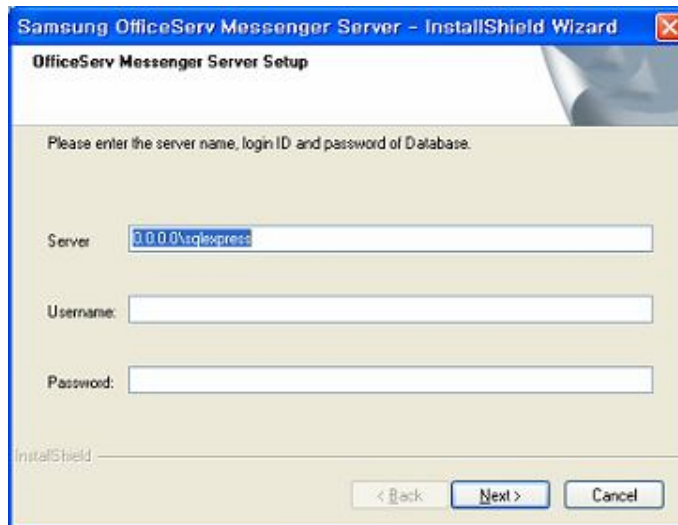 Samsung OfficeServ Messenger Server - InstallShield Wizard
OfficeServ Messenger Server Setup
Please enter the server name, login ID and password of Database.
Server 0.0.0.0\sqlexpress
Username:
Password:
InstallShield
< Back Next > Cancel